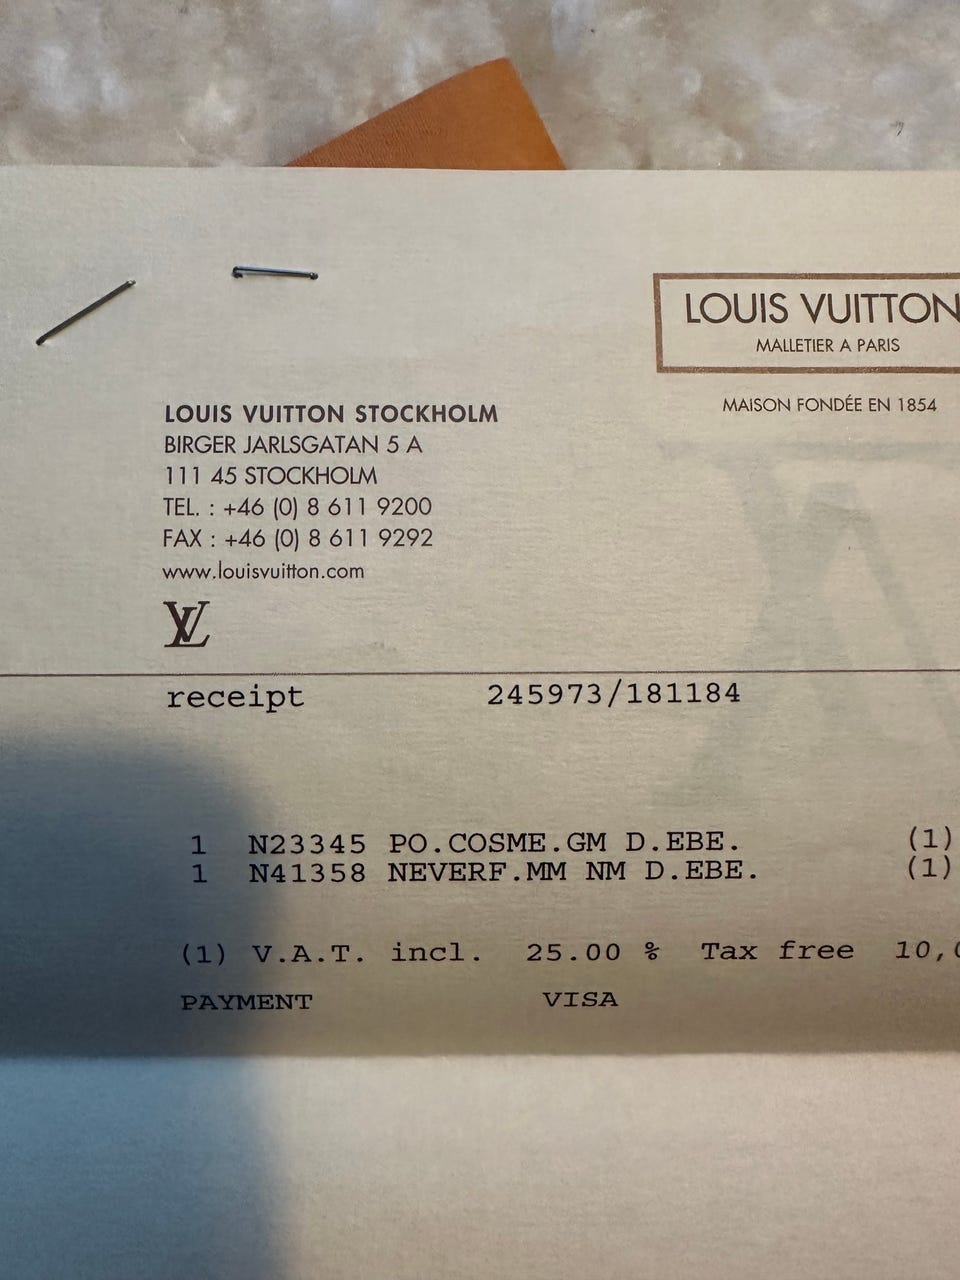 LOUIS VUITTON
MALLETIER A PARIS
MAISON FONDÉE EN 1854
LOUIS VUITTON STOCKHOLM
BIRGER JARLSGATAN 5 A
111 45 STOCKHOLM
TEL. : +46 (0) 8 611 9200
FAX : +46 (0) 8 611 9292
www.louisvuitton.com
LV
receipt 245973/181184
1 N23345 PO.COSME.GM D.EBE. (1)
1 N41358 NEVERF.MM NM D.EBE. (1)
(1) V.A.T. incl. 25.00 % Tax free
PAYMENT VISA